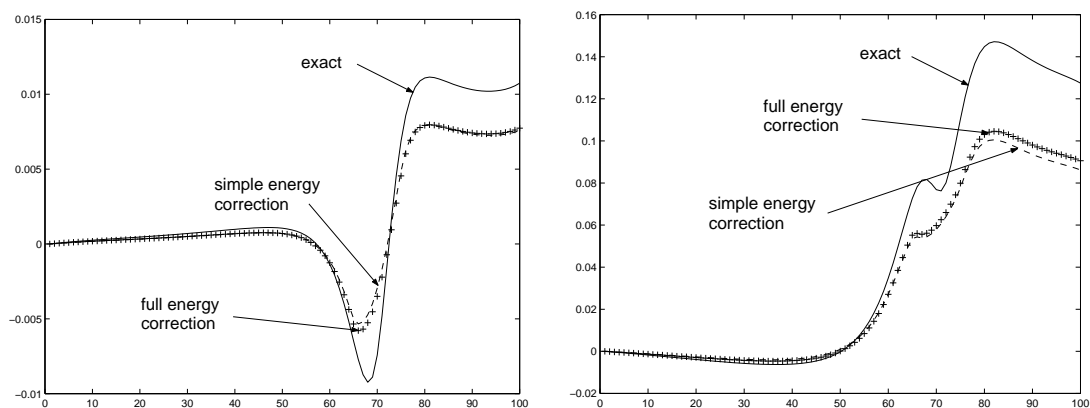 0.015
0.01
0.005
0
−0.005
−0.01
0 10 20 30 40 50 60 70 80 90 100
exact
simple energy
correction
full energy
correction
0.16
0.14
0.12
0.1
0.08
0.06
0.04
0.02
0
−0.02
0 10 20 30 40 50 60 70 80 90 100
exact
full energy
correction
simple energy
correction